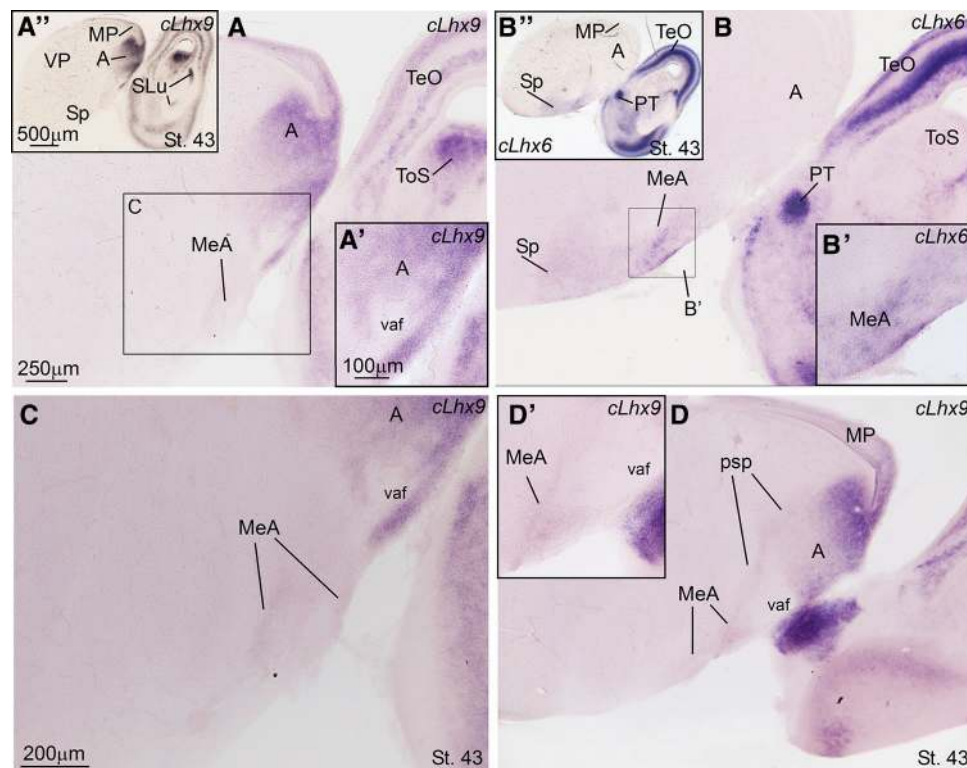 A'' cLhx9
MP
VP A
SLu
Sp
500µm St. 43
A cLhx9
TeO
A
ToS
C
MeA
A' cLhx9
A
vaf
250µm
100µm
B''
MP TeO
A
Sp
PT
cLhx6 St. 43
B cLhx6
TeO
A
ToS
PT
MeA
Sp
B'
B' cLhx6
MeA
C cLhx9
A
vaf
MeA
200µm St. 43
D' cLhx9
MeA vaf
D cLhx9
MP
psp
A
MeA vaf
St. 43